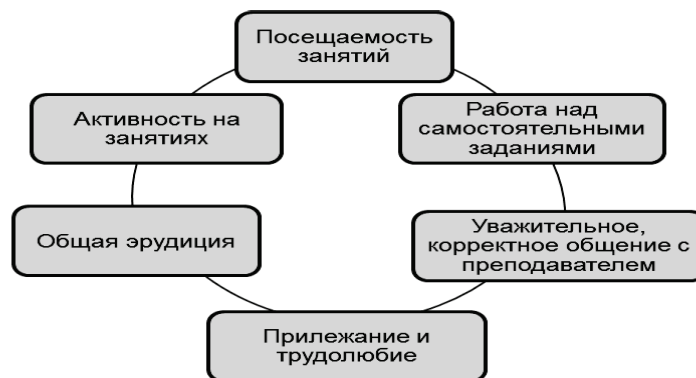 Посещаемость
занятий
Активность на
занятиях
Работа над
самостоятельными
заданиями
Общая эрудиция
Уважительное,
корректное общение с
преподавателем
Прилежание и
трудолюбие